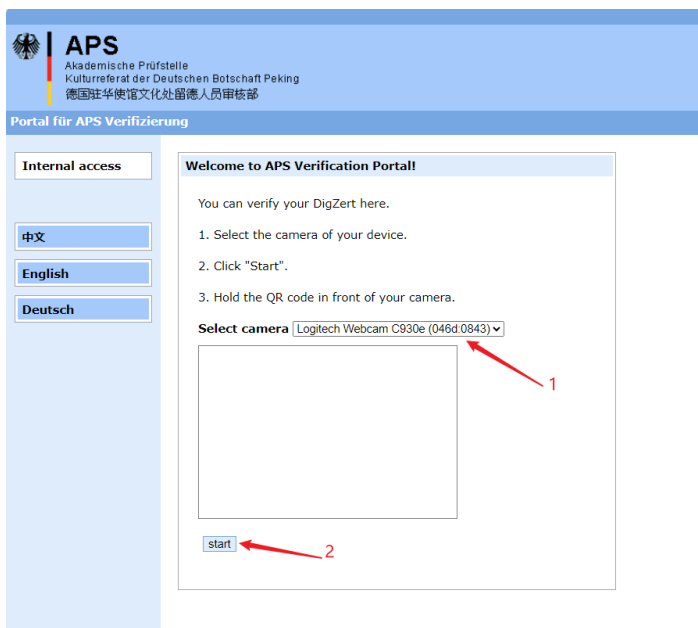 APS
Akademische Prüfstelle
Kulturreferat der Deutschen Botschaft Peking
德国驻华使馆文化处留德人员审核部
Portal für APS Verifizierung
Internal access
中文
English
Deutsch
Welcome to APS Verification Portal!
You can verify your DigZert here.
1. Select the camera of your device.
2. Click "Start".
3. Hold the QR code in front of your camera.
Select camera Logitech Webcam C930e (046d:0843)
1
start
2